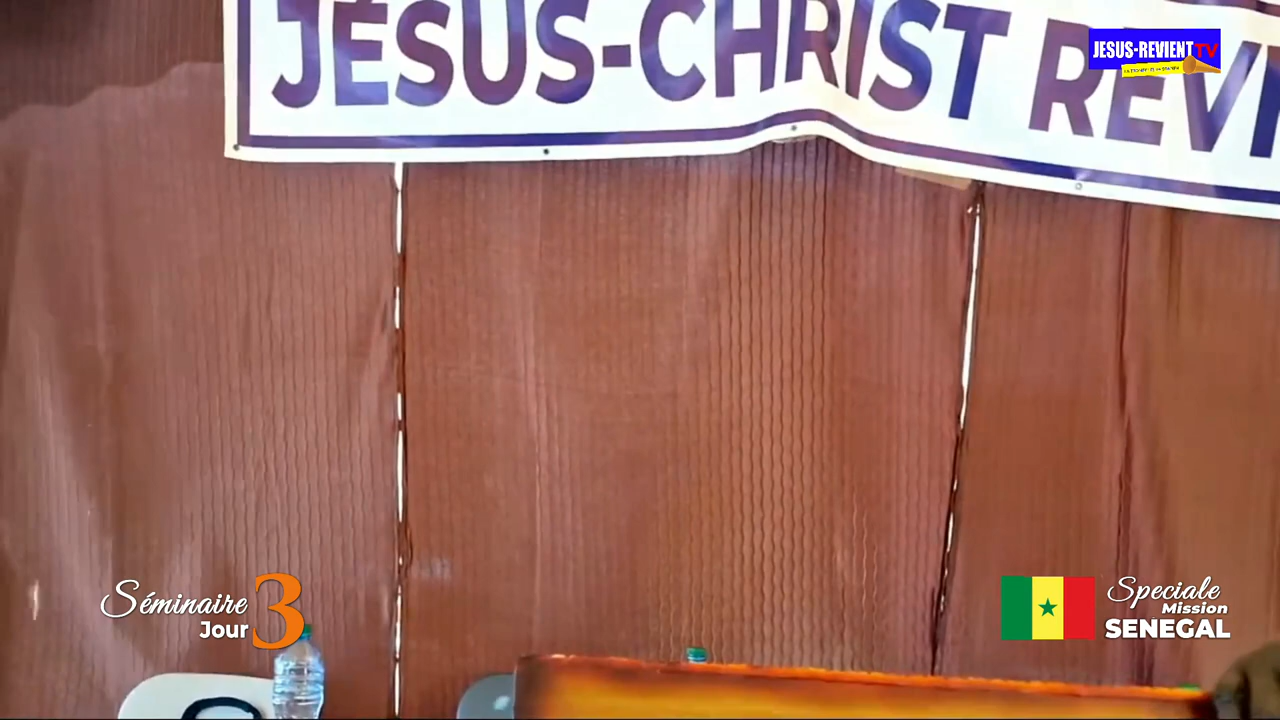 JÉSUS-CHRIST REVI
JESUS-REVIENT TV
Séminaire
Jour 3
Speciale
Mission
SENEGAL